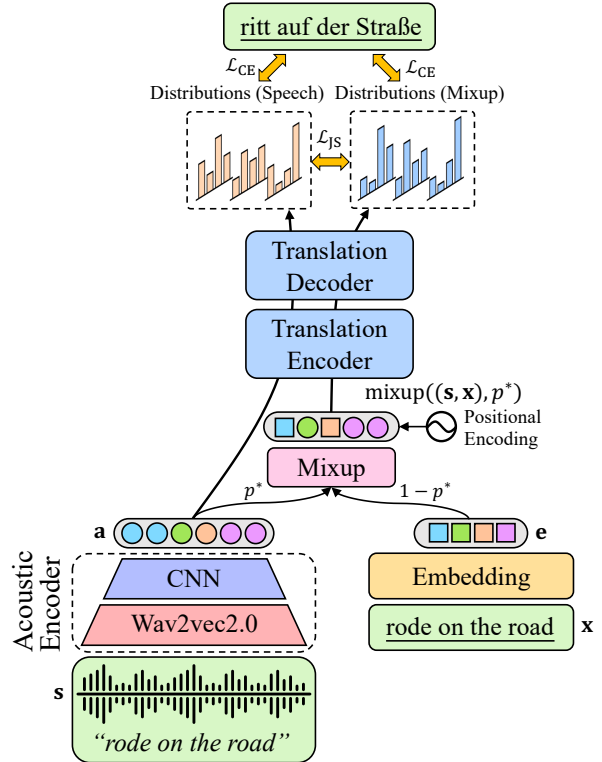 ritt auf der Straße
ℒCE
ℒCE
Distributions (Speech)
Distributions (Mixup)
ℒJS
Translation
Decoder
Translation
Encoder
mixup((s, x), p*)
Positional
Encoding
Mixup
p*
1 − p*
a
e
Acoustic
Encoder
CNN
Wav2vec2.0
Embedding
rode on the road
x
s
“rode on the road”